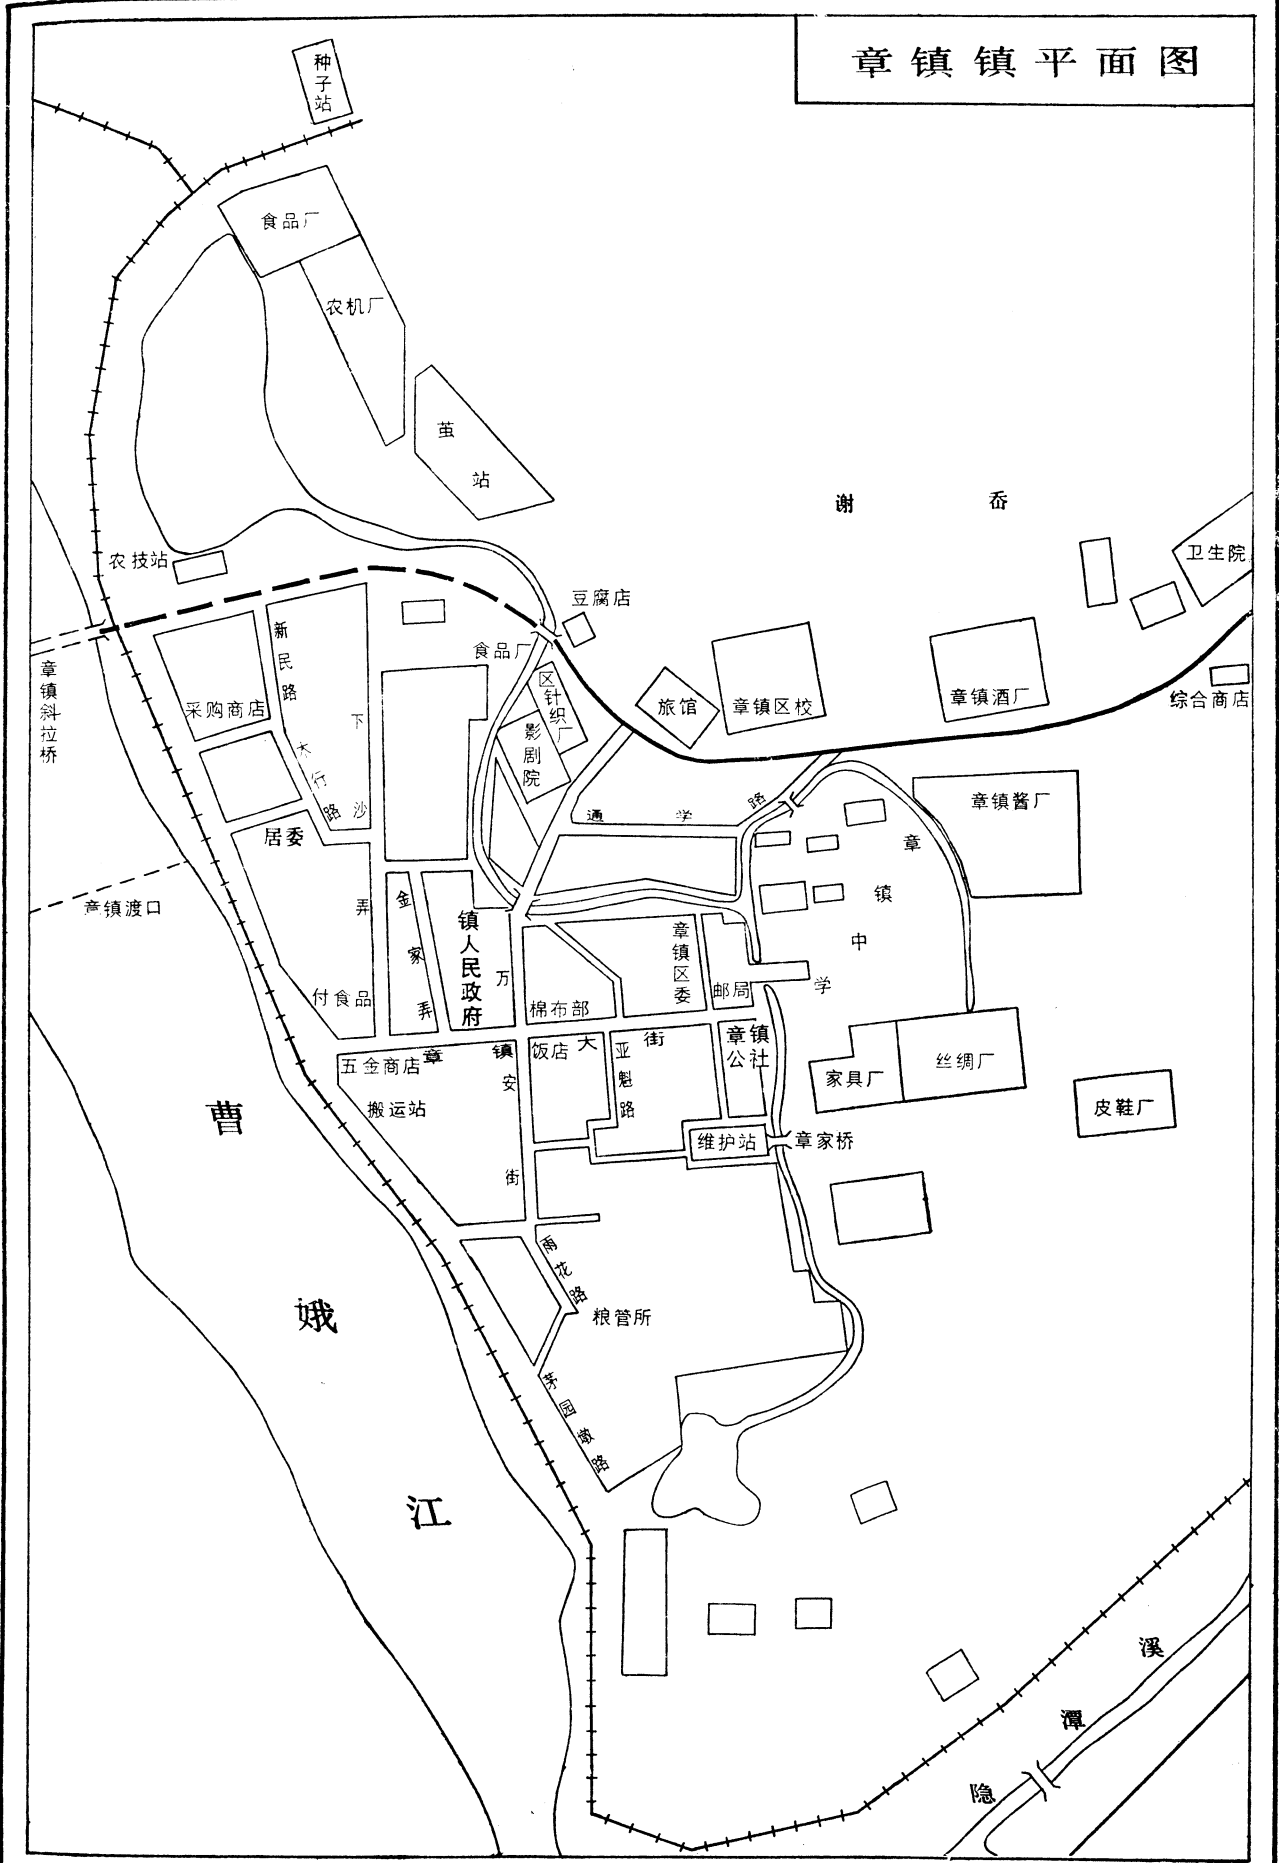 章镇镇平面图
种子站
食品厂
农机厂
茧站
谢岙
卫生院
农技站
豆腐店
新民路
食品厂
章镇斜拉桥
采购商店
区针织厂
旅馆
章镇区校
章镇酒厂
综合商店
影剧院
木行路
下沙弄
通学路
章镇酱厂
居委
章镇中学
章镇渡口
金家弄
镇人民政府
章镇区委
付食品
万安街
棉布部
邮局
章镇大街
五金商店
饭店
亚魁路
章镇公社
家具厂
丝绸厂
搬运站
皮鞋厂
维护站
章家桥
雨花路
粮管所
茅园墩路
曹娥江
隐潭溪